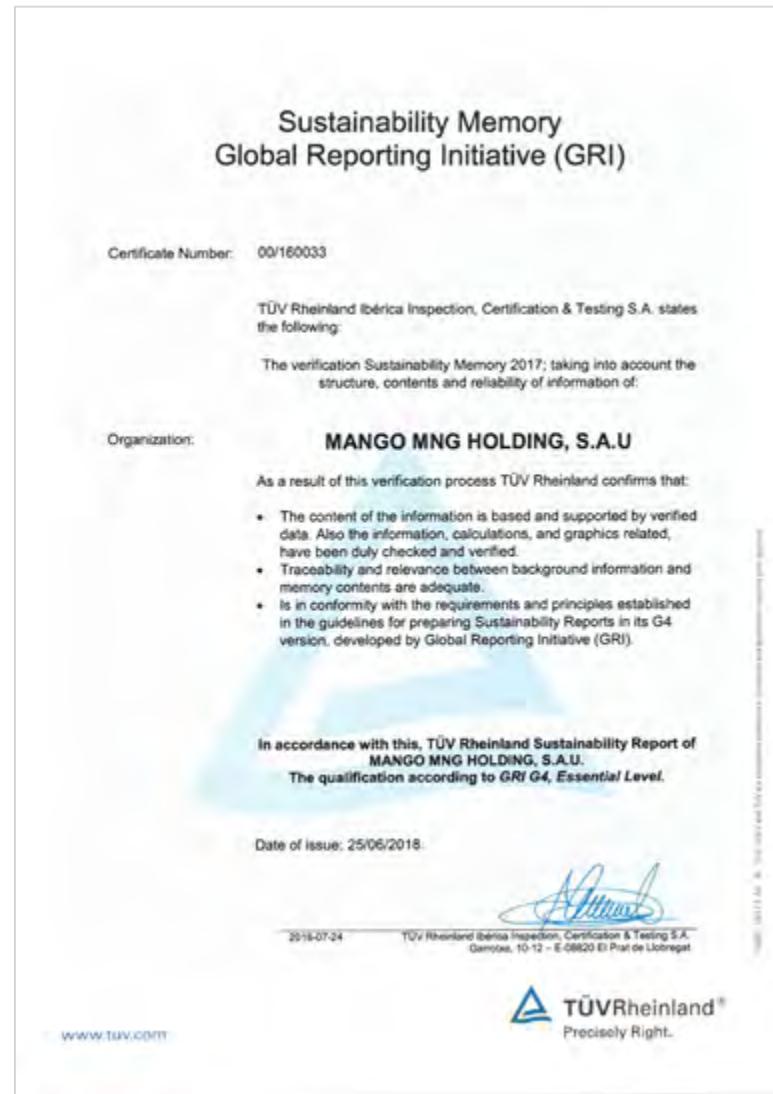 Sustainability Memory
Global Reporting Initiative (GRI)
Certificate Number: 00/160033
TÜV Rheinland Ibérica Inspection, Certification & Testing S.A. states
the following:
The verification Sustainability Memory 2017; taking into account the
structure, contents and reliability of information of:
Organization: MANGO MNG HOLDING, S.A.U
As a result of this verification process TÜV Rheinland confirms that:
• The content of the information is based and supported by verified
data. Also the information, calculations, and graphics related,
have been duly checked and verified.
• Traceability and relevance between background information and
memory contents are adequate.
• Is in conformity with the requirements and principles established
in the guidelines for preparing Sustainability Reports in its G4
version, developed by Global Reporting Initiative (GRI).
In accordance with this, TÜV Rheinland Sustainability Report of
MANGO MNG HOLDING, S.A.U.
The qualification according to GRI G4, Essential Level.
Date of issue: 25/06/2018.
2018-07-24 TÜV Rheinland Ibérica Inspection, Certification & Testing S.A.
Garrotxa, 10-12 – E-08820 El Prat de Llobregat
www.tuv.com
TÜVRheinland®
Precisely Right.